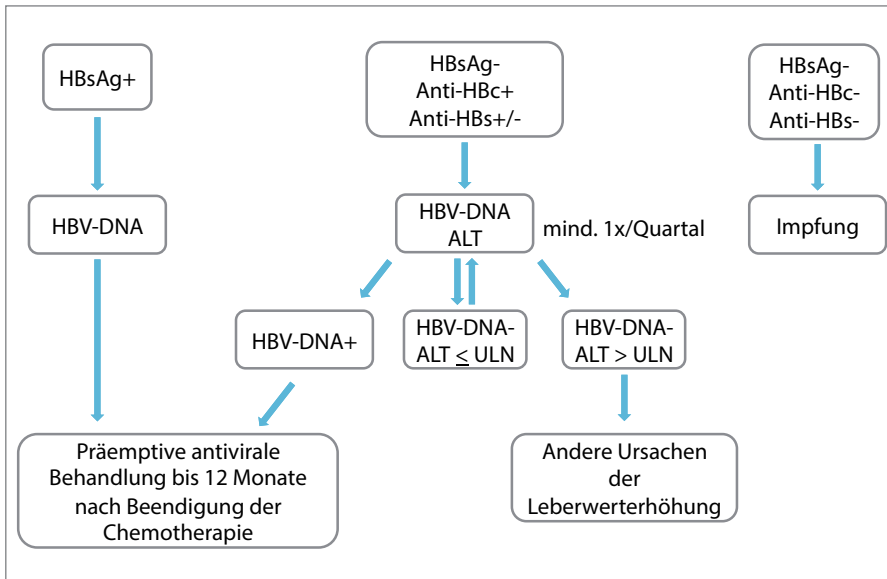 HBsAg+
HBsAg-
Anti-HBc+
Anti-HBs+/-
HBsAg-
Anti-HBc-
Anti-HBs-
HBV-DNA
HBV-DNA
ALT
mind. 1x/Quartal
Impfung
HBV-DNA+
HBV-DNA-
ALT ≤ ULN
HBV-DNA-
ALT > ULN
Präemptive antivirale
Behandlung bis 12 Monate
nach Beendigung der
Chemotherapie
Andere Ursachen
der
Leberwerterhöhung